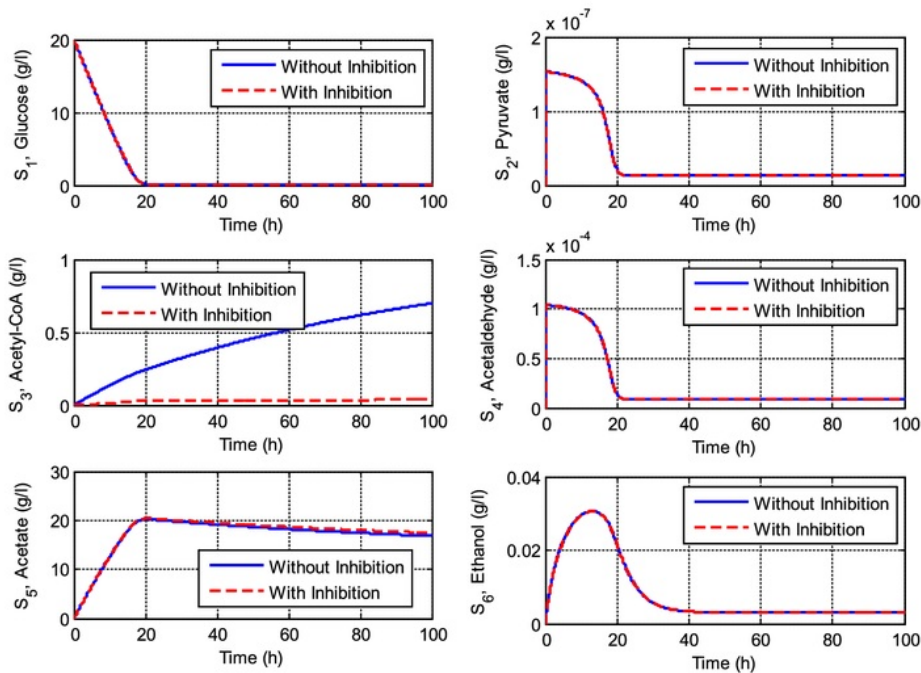 S1, Glucose (g/l)
20
10
0
Without Inhibition
With Inhibition
0 20 40 60 80 100
Time (h)
x 10-7
S2, Pyruvate (g/l)
2
1
0
Without Inhibition
With Inhibition
0 20 40 60 80 100
Time (h)
S3, Acetyl-CoA (g/l)
1
0.5
0
Without Inhibition
With Inhibition
0 20 40 60 80 100
Time (h)
x 10-4
S4, Acetaldehyde (g/l)
1.5
1
0.5
0
Without Inhibition
With Inhibition
0 20 40 60 80 100
Time (h)
S5, Acetate (g/l)
30
20
10
0
Without Inhibition
With Inhibition
0 20 40 60 80 100
Time (h)
S6, Ethanol (g/l)
0.04
0.02
0
Without Inhibition
With Inhibition
0 20 40 60 80 100
Time (h)